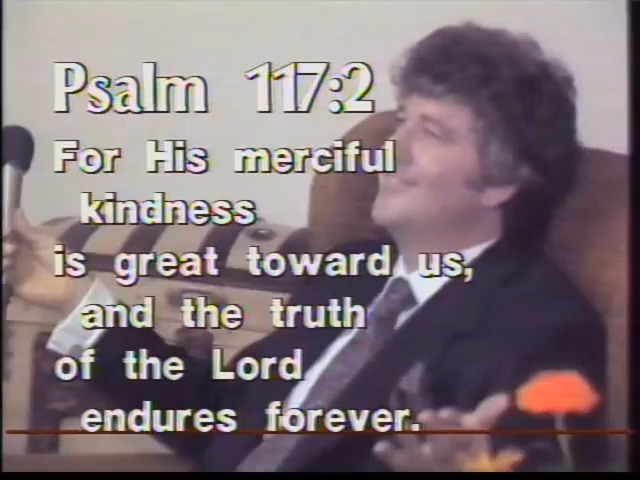 Psalm 117:2
For His merciful
kindness
is great toward us,
and the truth
of the Lord
endures forever.